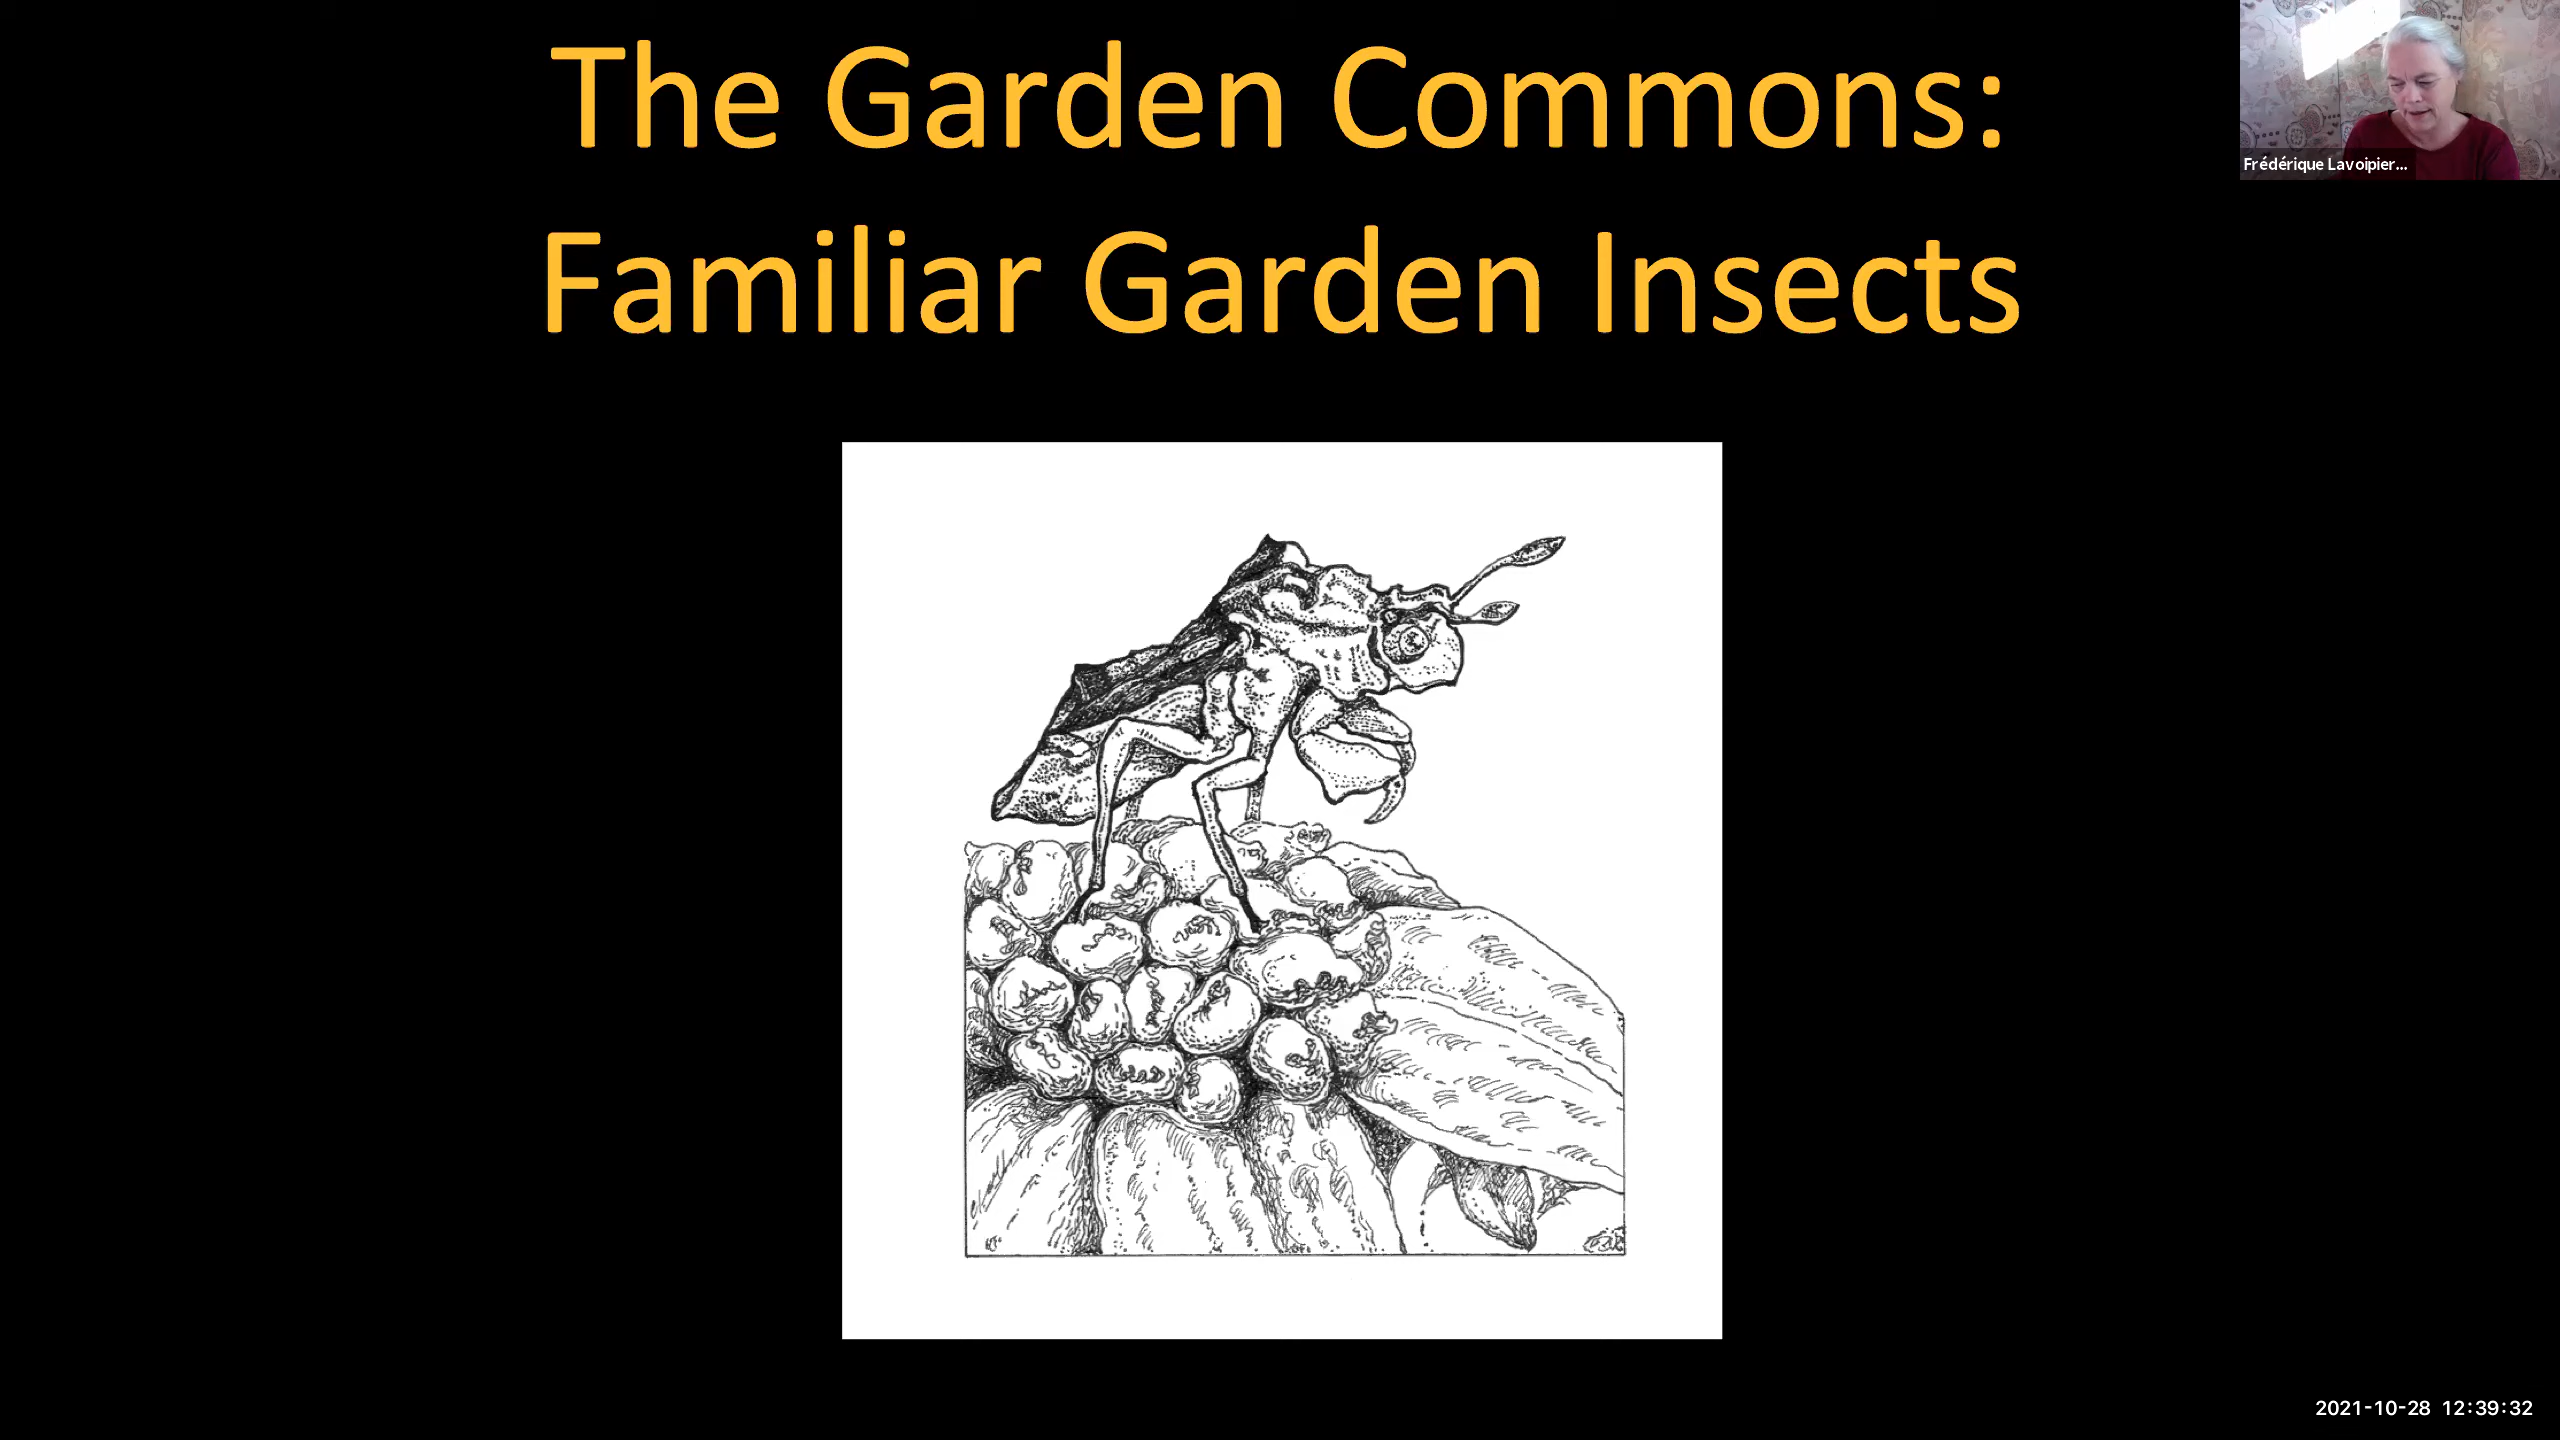 The Garden Commons:
Familiar Garden Insects
Frédérique Lavoipier...
2021-10-28 12:39:32